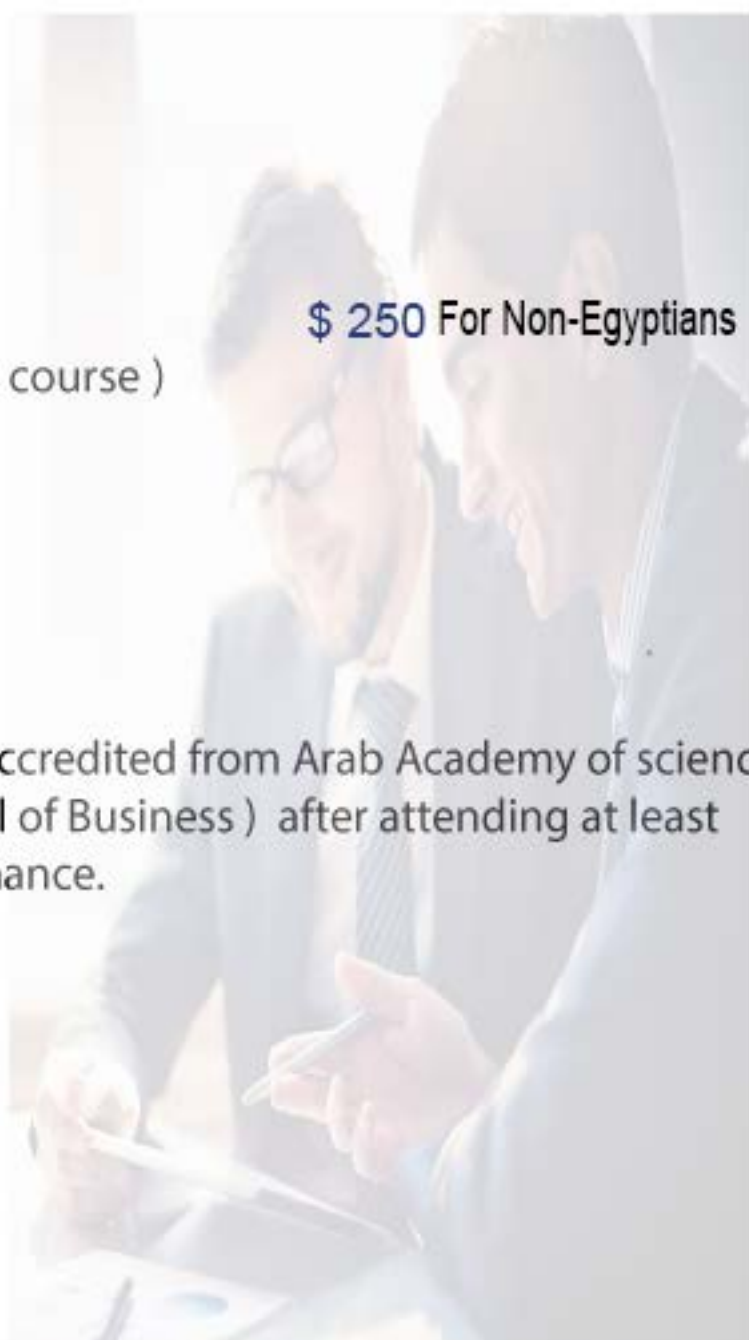 $ 250 For Non-Egyptians
course )
ccredited from Arab Academy of scienc
l of Business ) after attending at least
ance.